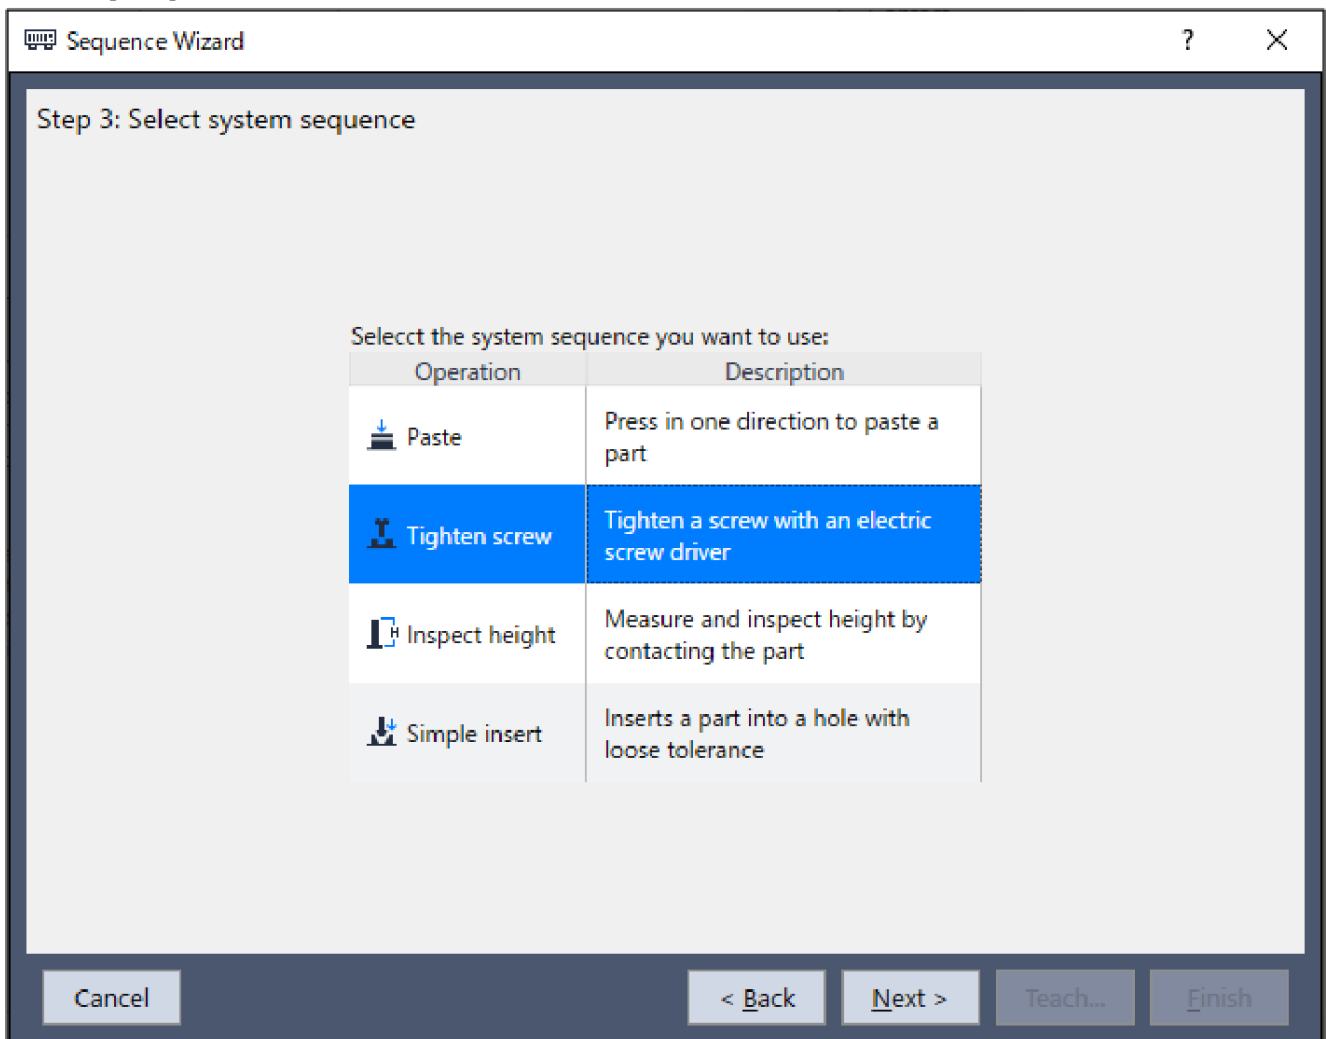 Sequence Wizard
?
Step 3: Select system sequence
Selecct the system sequence you want to use:
Operation Description
Paste
Press in one direction to paste a
part
Tighten screw
Tighten a screw with an electric
screw driver
H
Inspect height
Measure and inspect height by
contacting the part
Simple insert
Inserts a part into a hole with
loose tolerance
Cancel
< Back
Next >
Teach...
Finish